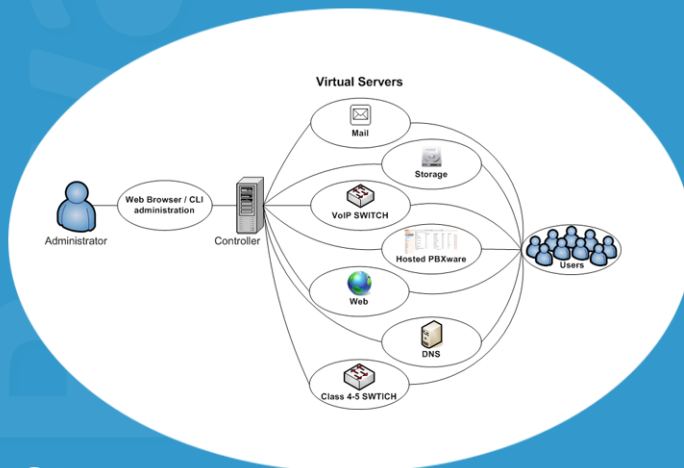 Virtual Servers
Mail
Storage
Web Browser / CLI
administration
VoIP SWITCH
Administrator
Controller
Hosted PBXware
Users
Web
DNS
Class 4-5 SWTICH